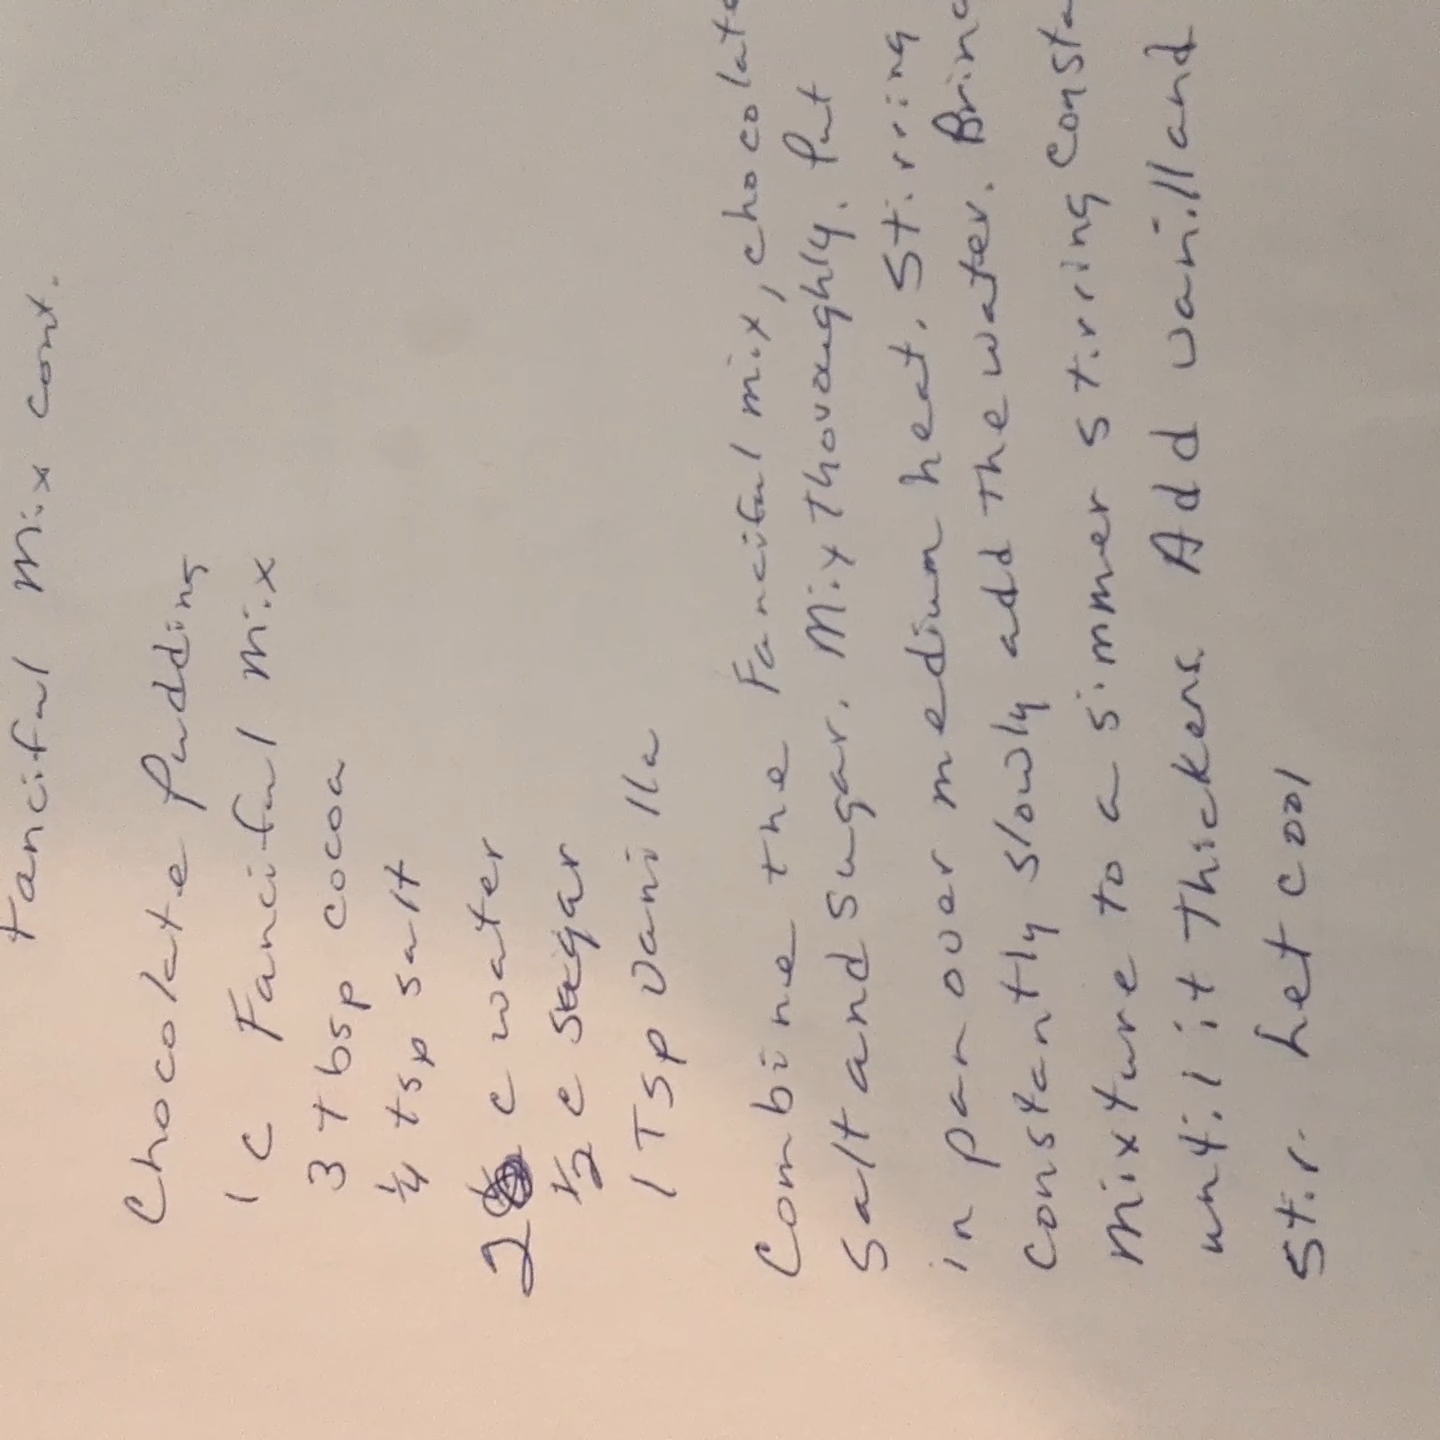 Fanciful Mix cont.
Chocolate Pudding
1 c Fanciful Mix
3 tbsp cocoa
¼ tsp salt
2 c water
½ c sugar
1 Tsp vanilla
Combine the Fanciful mix, chocolate
salt and sugar. Mix Thoroughly. Put
in pan over medium heat. Stirring
constantly slowly add the water. Bring
mixture to a simmer stirring consta
until it thickens. Add vanill and
stir. Let cool